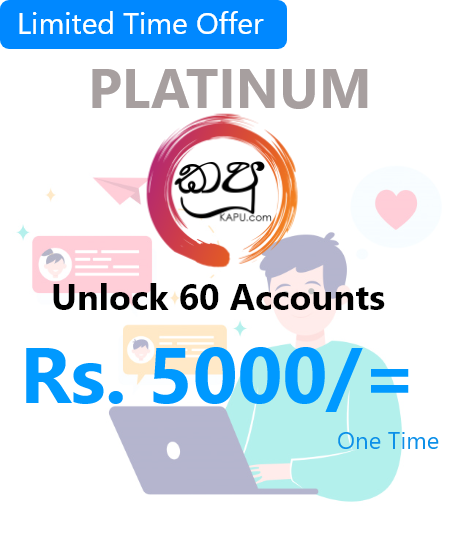 Limited Time Offer
PLATINUM
කපු
KAPU.com
Unlock 60 Accounts
Rs. 5000/=
One Time